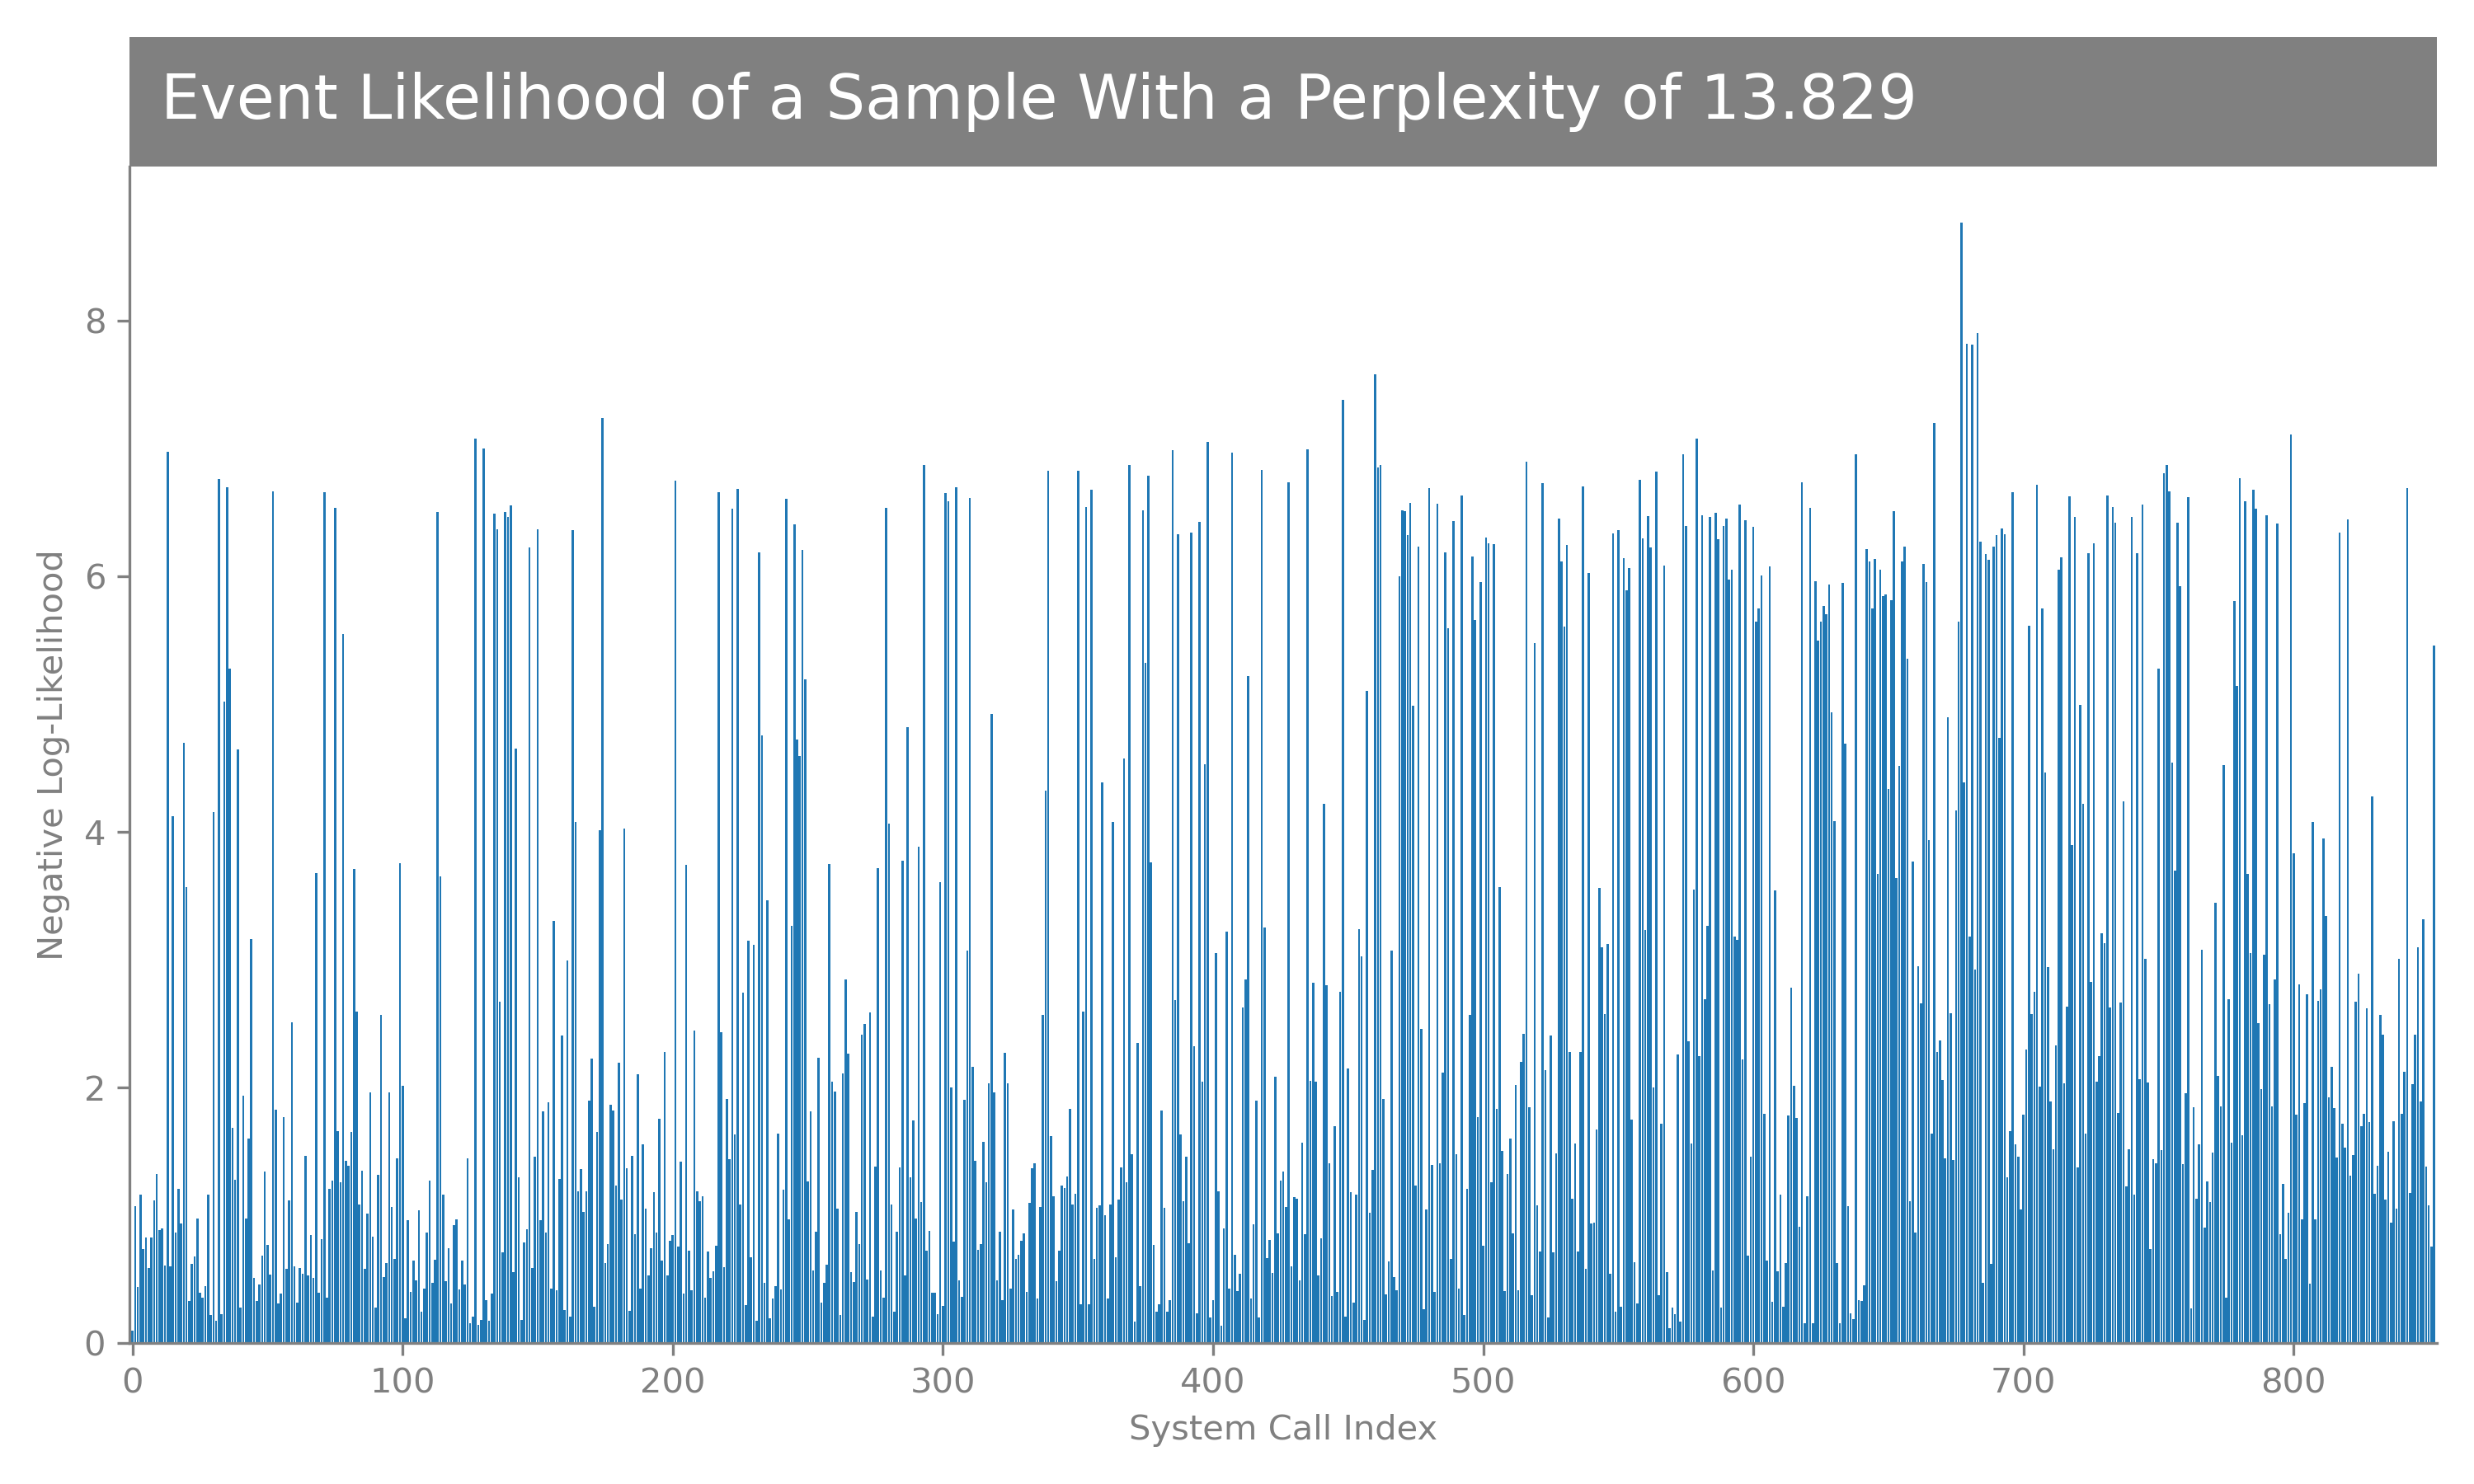 Event Likelihood of a Sample With a Perplexity of 13.829
8
6
4
2
0
Negative Log-Likelihood
0 100 200 300 400 500 600 700 800
System Call Index